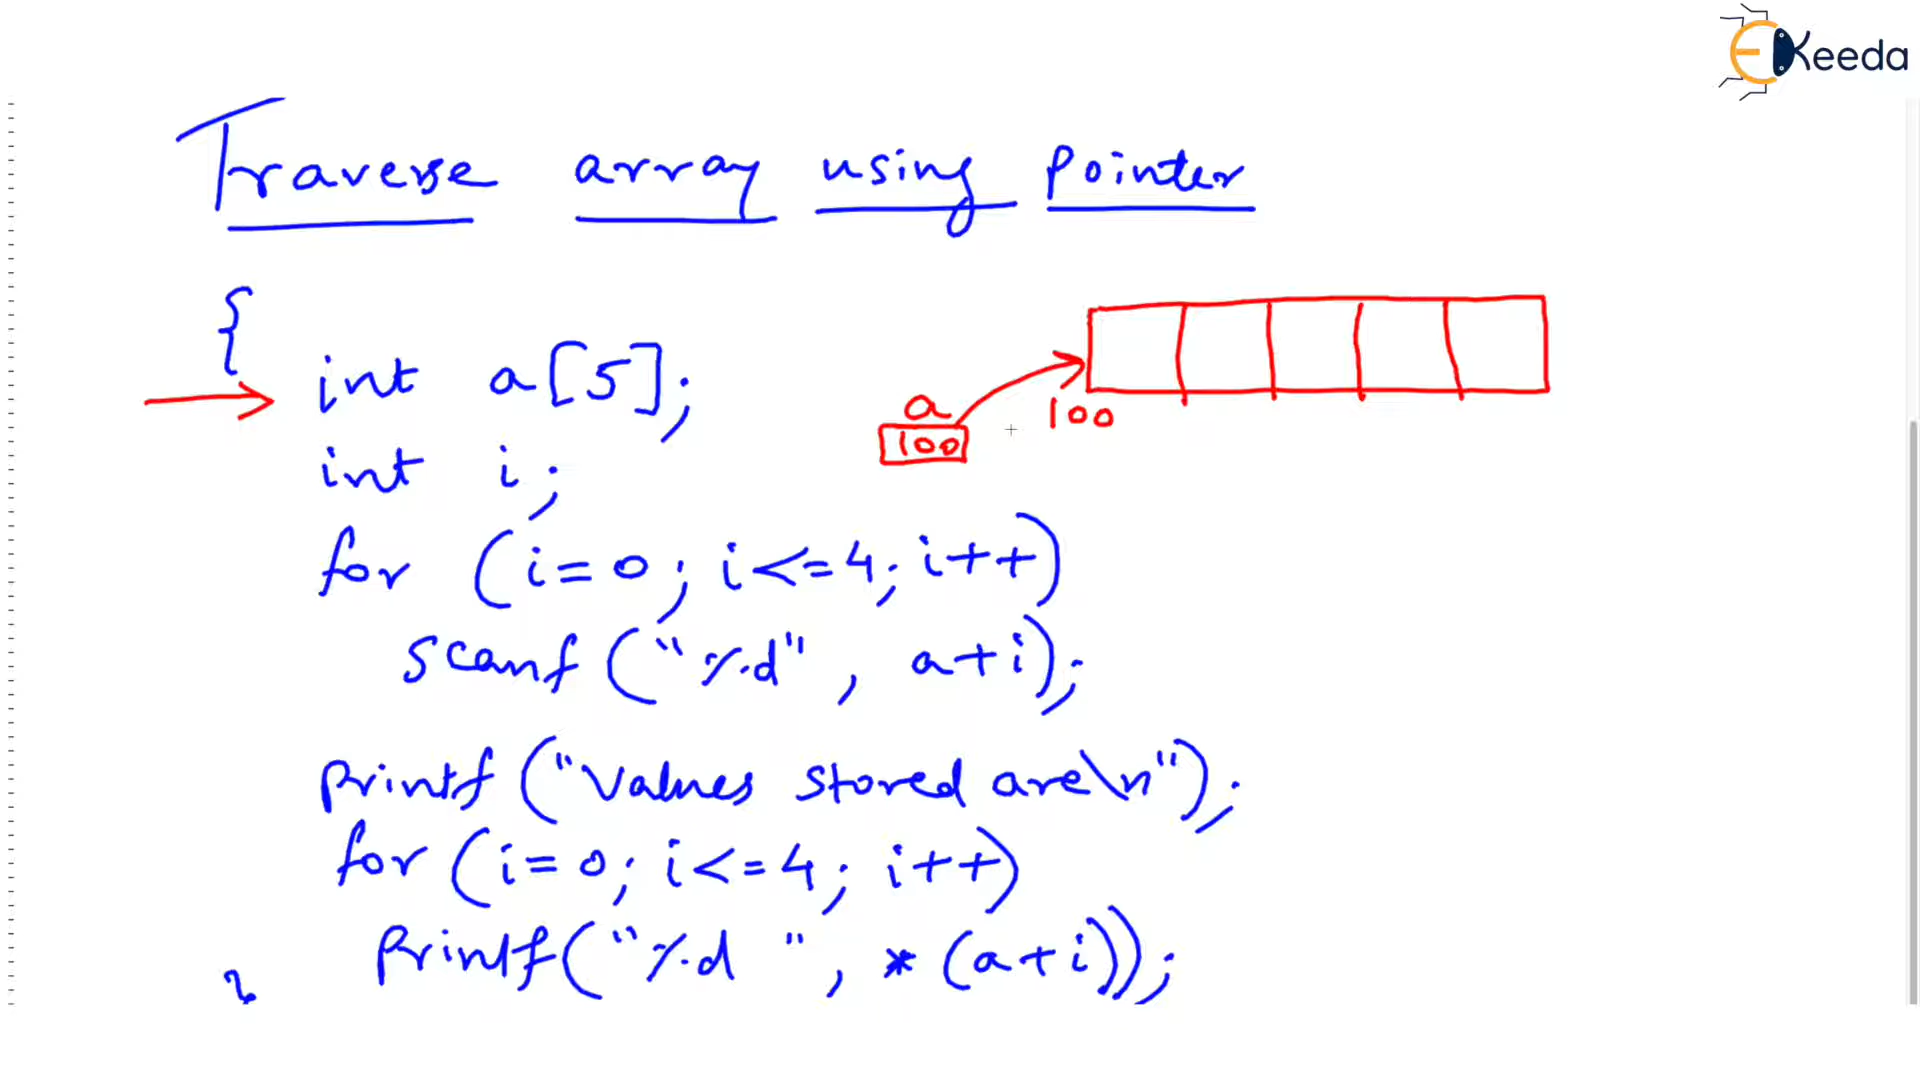 EKeeda
Traverse array using pointer
{
int a[5];
a
100
100
int i;
for (i=0; i<=4; i++)
scanf ("%d", a+i);
printf ("Values stored are\n");
for (i=0; i<=4; i++)
Printf("%d ", *(a+i));
}